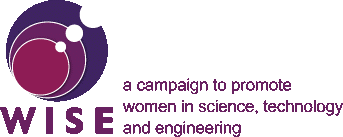 WISE
a campaign to promote
women in science, technology
and engineering